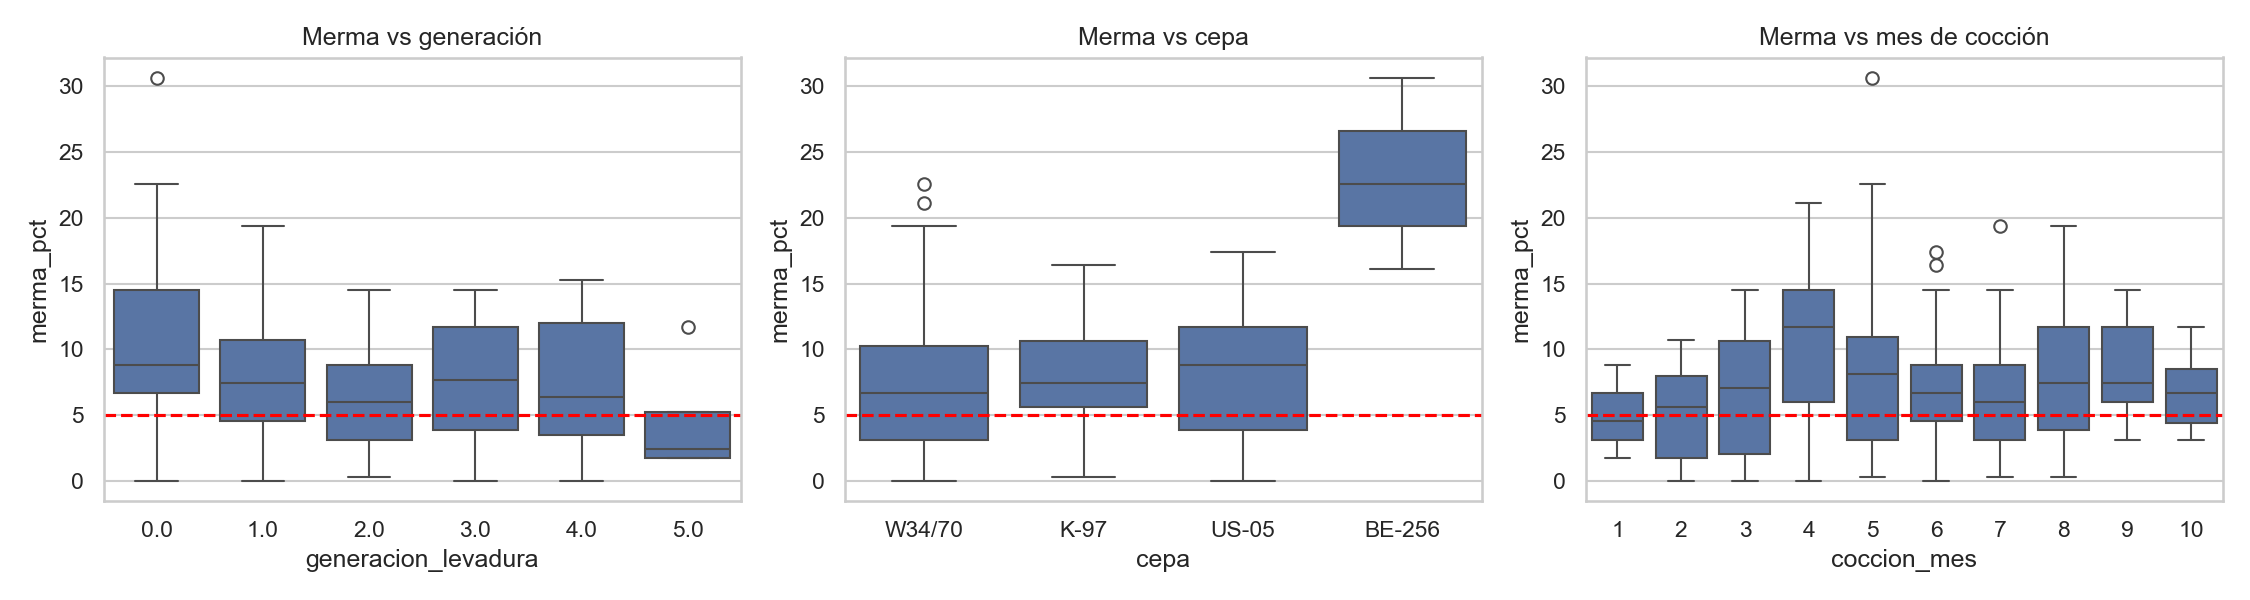 Merma vs generación
merma_pct
30
25
20
15
10
5
0
0.0 1.0 2.0 3.0 4.0 5.0
generacion_levadura
Merma vs cepa
merma_pct
30
25
20
15
10
5
0
W34/70 K-97 US-05 BE-256
cepa
Merma vs mes de cocción
merma_pct
30
25
20
15
10
5
0
1 2 3 4 5 6 7 8 9 10
coccion_mes